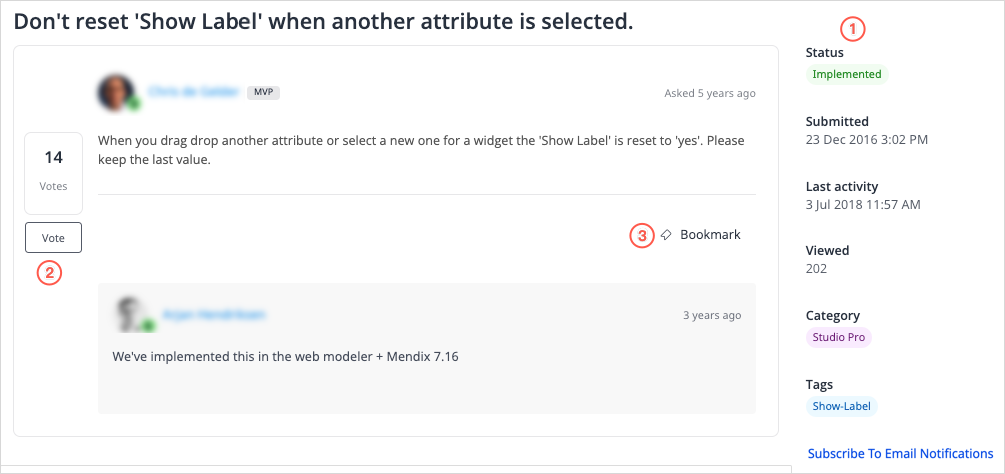 Don't reset 'Show Label' when another attribute is selected.
MVP
Asked 5 years ago
14
Votes
When you drag drop another attribute or select a new one for a widget the 'Show Label' is reset to 'yes'. Please
keep the last value.
Vote
2
3 Bookmark
3 years ago
We've implemented this in the web modeler + Mendix 7.16
1
Status
Implemented
Submitted
23 Dec 2016 3:02 PM
Last activity
3 Jul 2018 11:57 AM
Viewed
202
Category
Studio Pro
Tags
Show-Label
Subscribe To Email Notifications